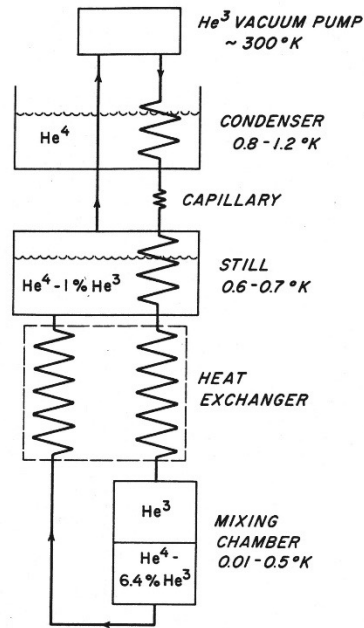 He³ VACUUM PUMP
~ 300°K
He⁴
CONDENSER
0.8-1.2°K
CAPILLARY
He⁴-1% He³
STILL
0.6-0.7°K
HEAT
EXCHANGER
He³
He⁴-
6.4% He³
MIXING
CHAMBER
0.01-0.5°K